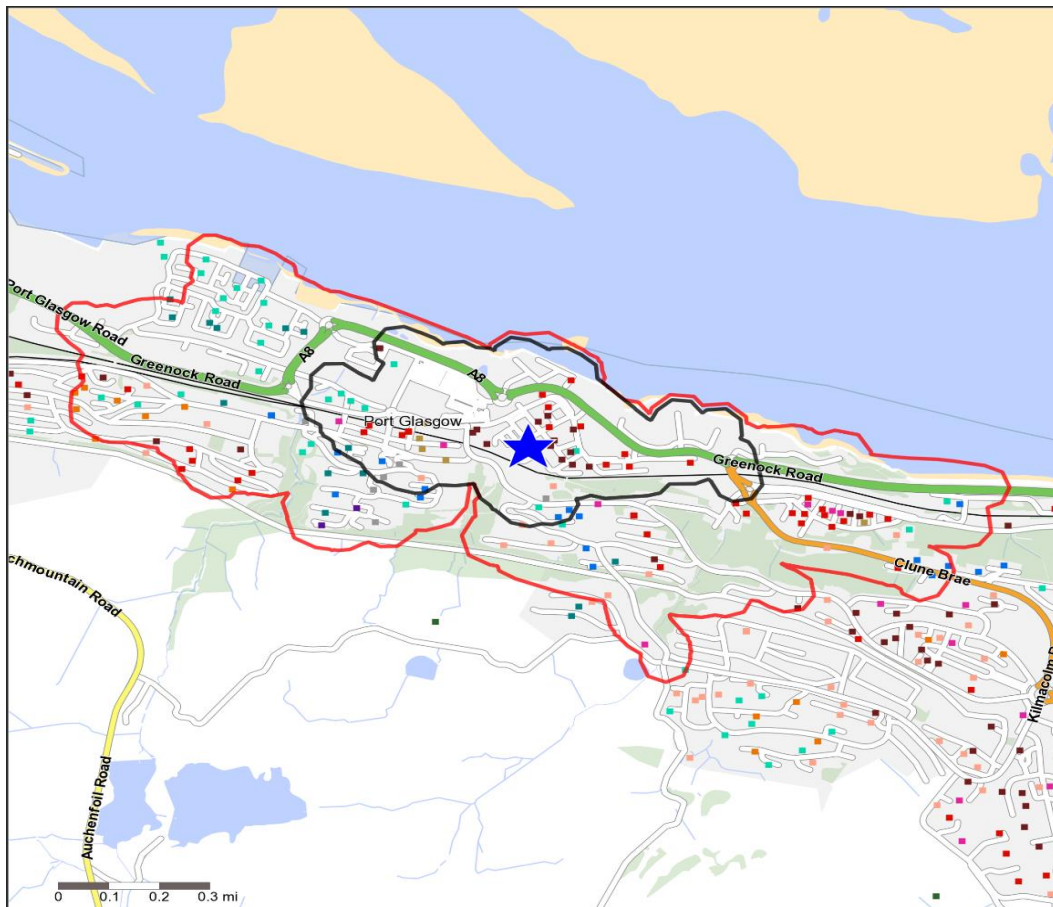 Port Glasgow Road
Greenock Road
A8
A8
Port Glasgow
Greenock Road
Clune Brae
chmountain Road
Kilmacolm R
Auchenfoil Road
0 0.1 0.2 0.3 mi